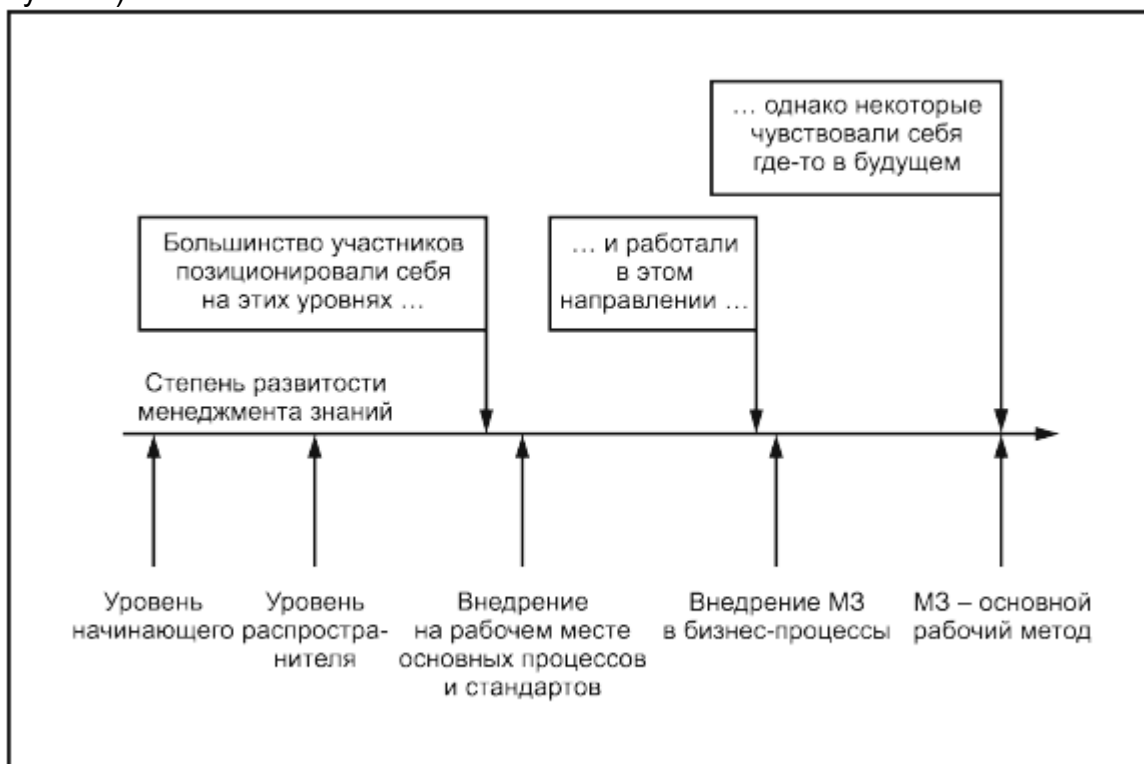 … однако некоторые
чувствовали себя
где-то в будущем
Большинство участников
позиционировали себя
на этих уровнях …
… и работали
в этом
направлении …
Степень развитости
менеджмента знаний
Уровень
начинающего
Уровень
распростра-
нителя
Внедрение
на рабочем месте
основных процессов
и стандартов
Внедрение МЗ
в бизнес-процессы
МЗ – основной
рабочий метод